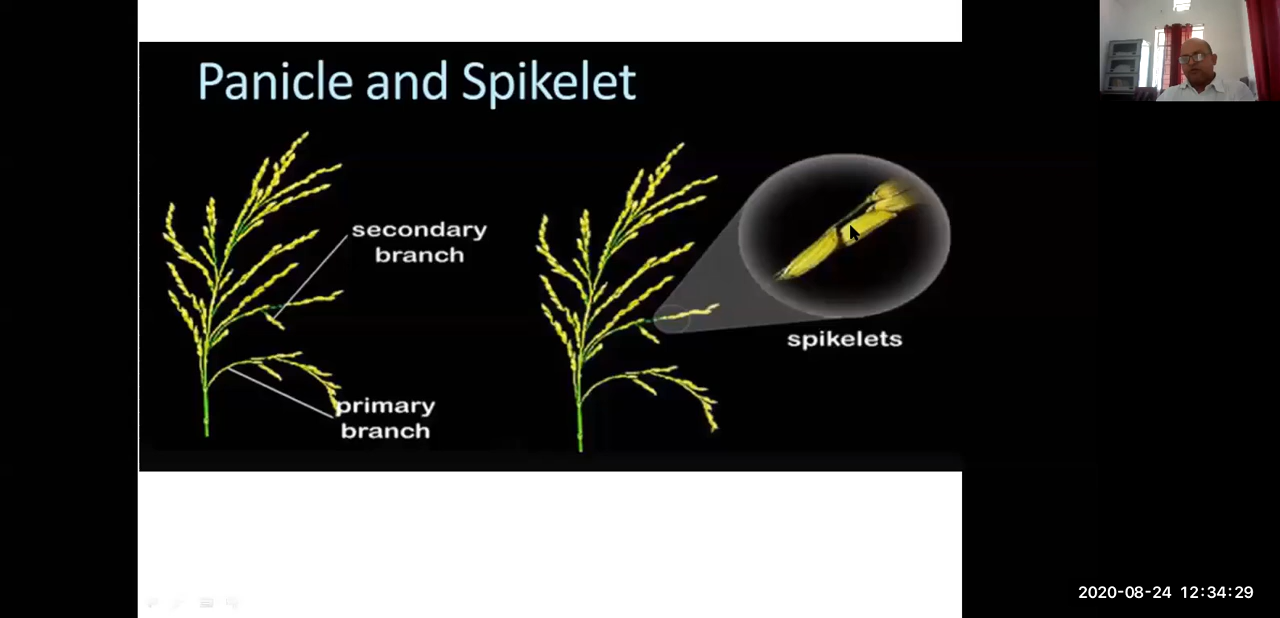 Panicle and Spikelet
secondary
branch
primary
branch
spikelets
2020-08-24 12:34:29